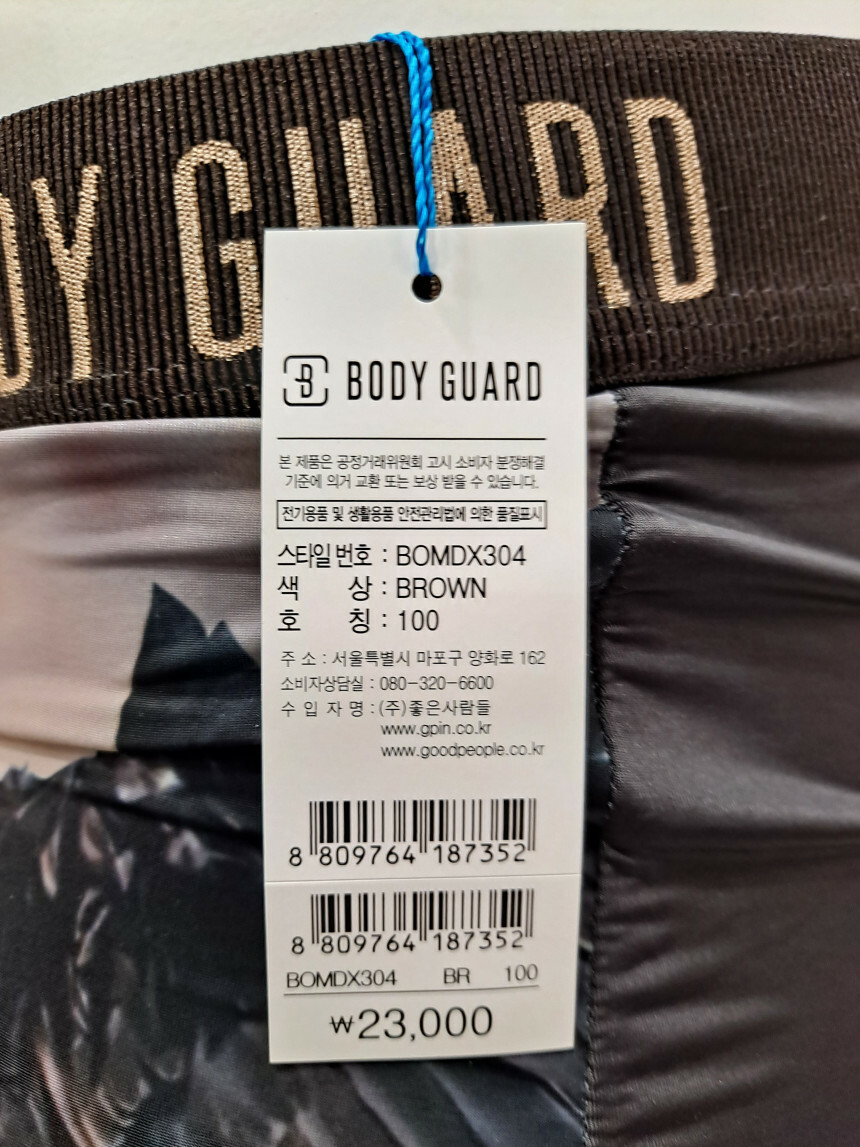 DY GUARD
B BODY GUARD
본 제품은 공정거래위원회 고시 소비자 분쟁해결
기준에 의거 교환 또는 보상 받을 수 있습니다.
전기용품 및 생활용품 안전관리법에 의한 품질표시
스타일 번호 : BOMDX304
색 상 : BROWN
호 칭 : 100
주 소 : 서울특별시 마포구 양화로 162
소비자상담실 : 080-320-6600
수 입 자 명 : (주)좋은사람들
www.gpin.co.kr
www.goodpeople.co.kr
8 809764 187352
8 809764 187352
BOMDX304 BR 100
₩23,000